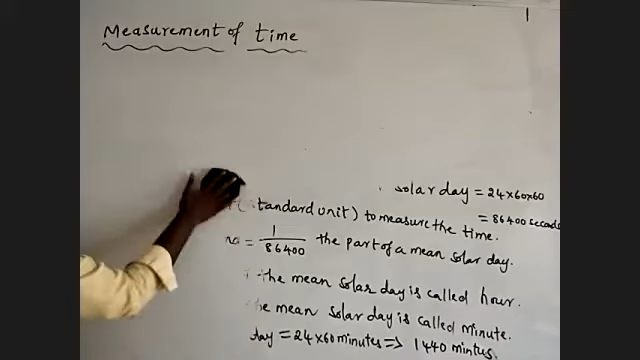 Measurement of time
solar day = 24x60x60
= 86400 seconds
(standard unit) to measure the time.
= 1/86400 the part of a mean solar day.
the mean solar day is called hour.
the mean solar day is called minute.
day = 24x60 minutes => 1440 mintus.